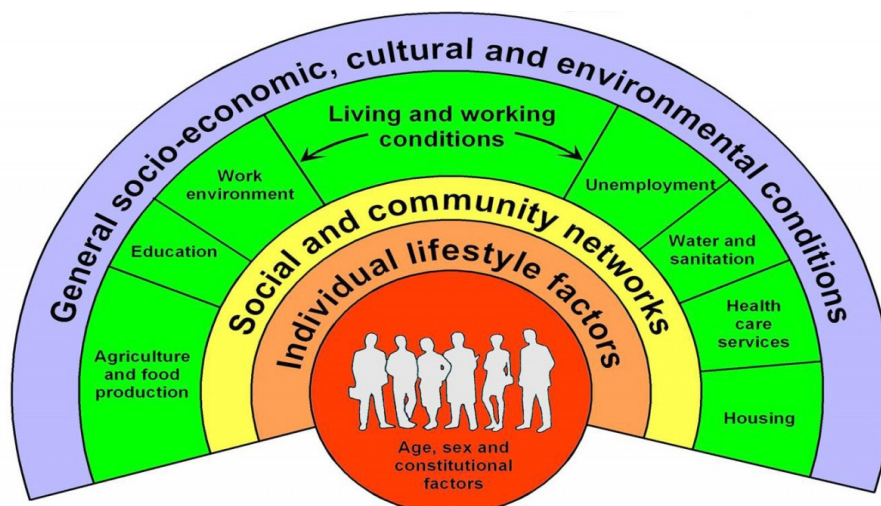 General socio-economic, cultural and environmental conditions
Living and working
conditions
Work
environment
Unemployment
Education
Water and
sanitation
Agriculture
and food
production
Health
care
services
Housing
Social and community networks
Individual lifestyle factors
Age, sex and
constitutional
factors